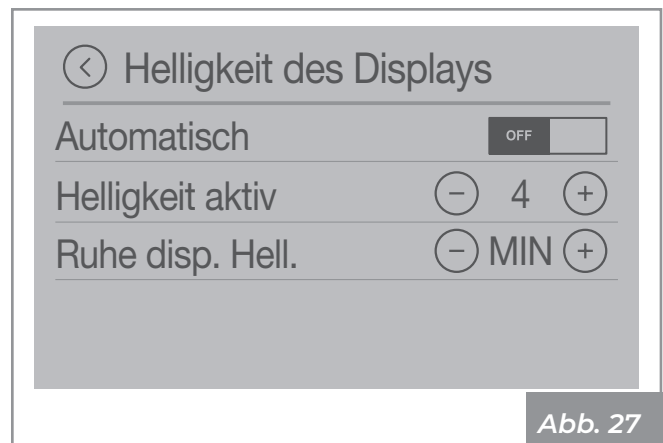 Helligkeit des Displays
Automatisch OFF
Helligkeit aktiv - 4 +
Ruhe disp. Hell. - MIN +
Abb. 27